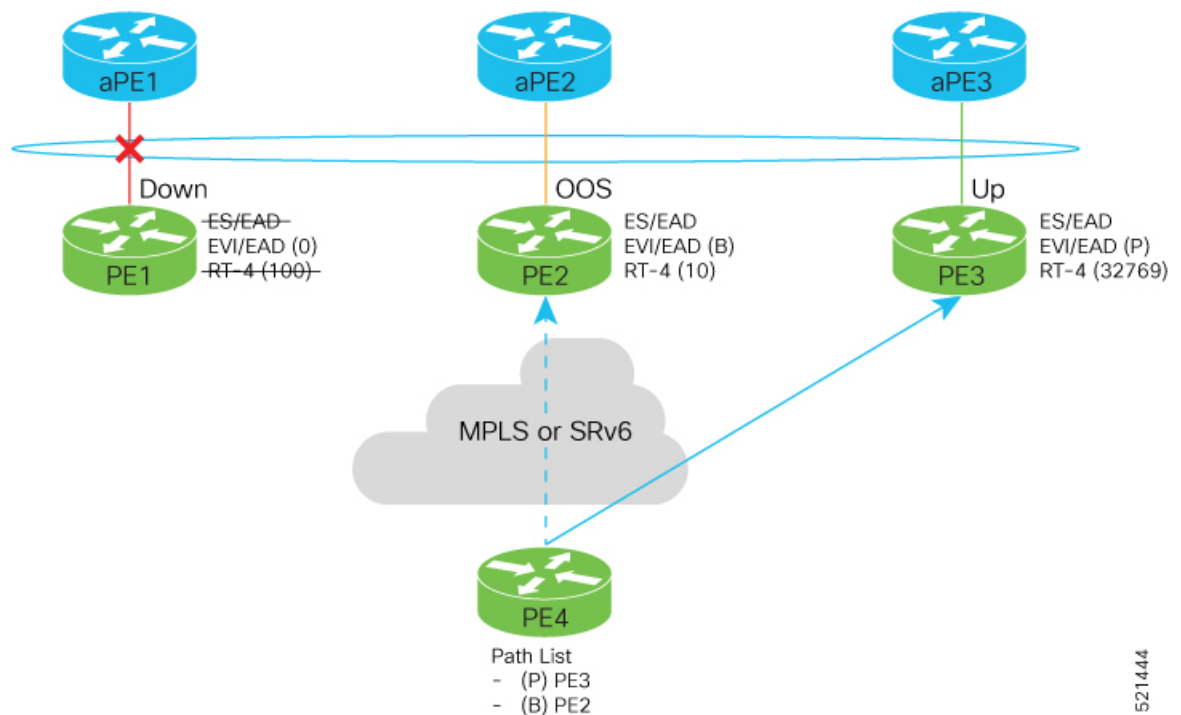 aPE1
aPE2
aPE3
Down
OOS
Up
PE1
ES/EAD
EVI/EAD (0)
RT-4 (100)
PE2
ES/EAD
EVI/EAD (B)
RT-4 (10)
PE3
ES/EAD
EVI/EAD (P)
RT-4 (32769)
MPLS or SRv6
PE4
Path List
- (P) PE3
- (B) PE2
521444